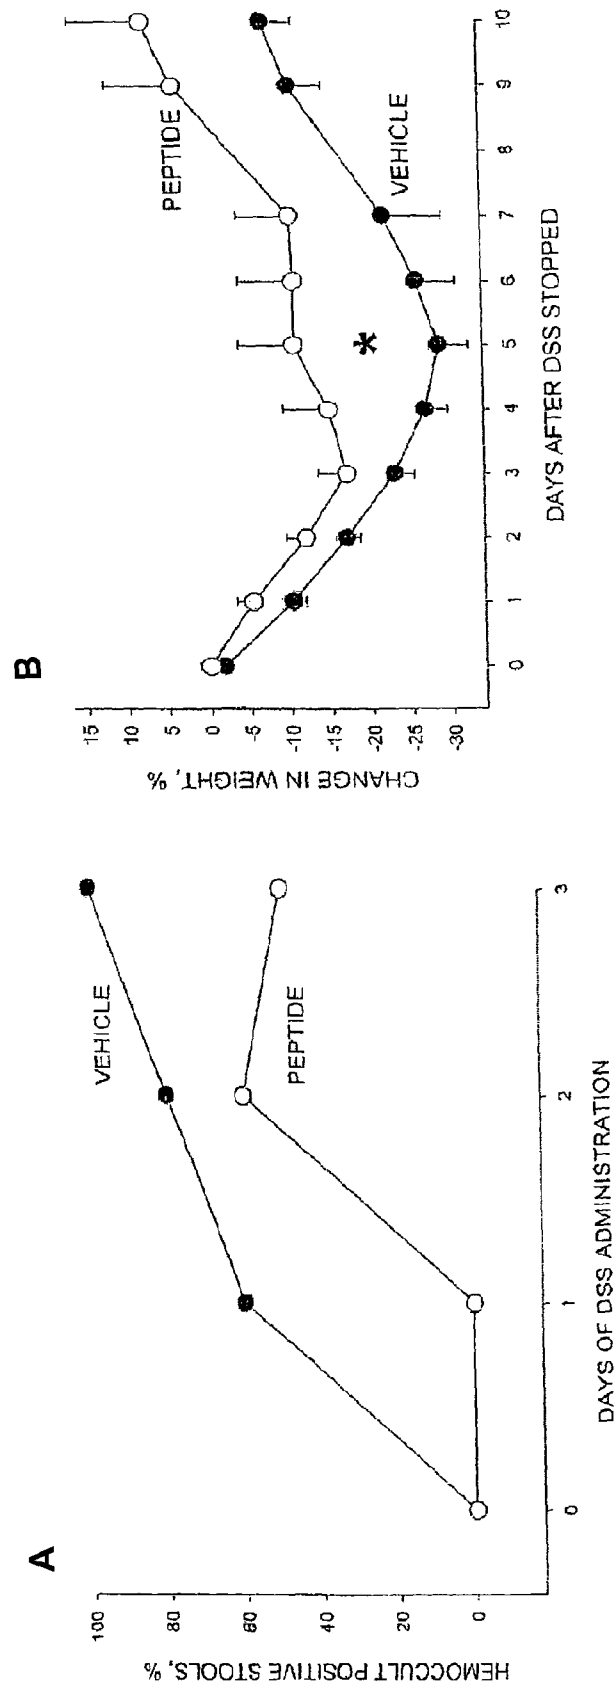 A
HEMOCCULT POSITIVE STOOLS, %
100
80
60
40
20
0
VEHICLE
PEPTIDE
0 1 2 3
DAYS OF DSS ADMINISTRATION
B
CHANGE IN WEIGHT, %
15
10
5
0
-5
-10
-15
-20
-25
-30
PEPTIDE
*
VEHICLE
0 1 2 3 4 5 6 7 8 9 10
DAYS AFTER DSS STOPPED